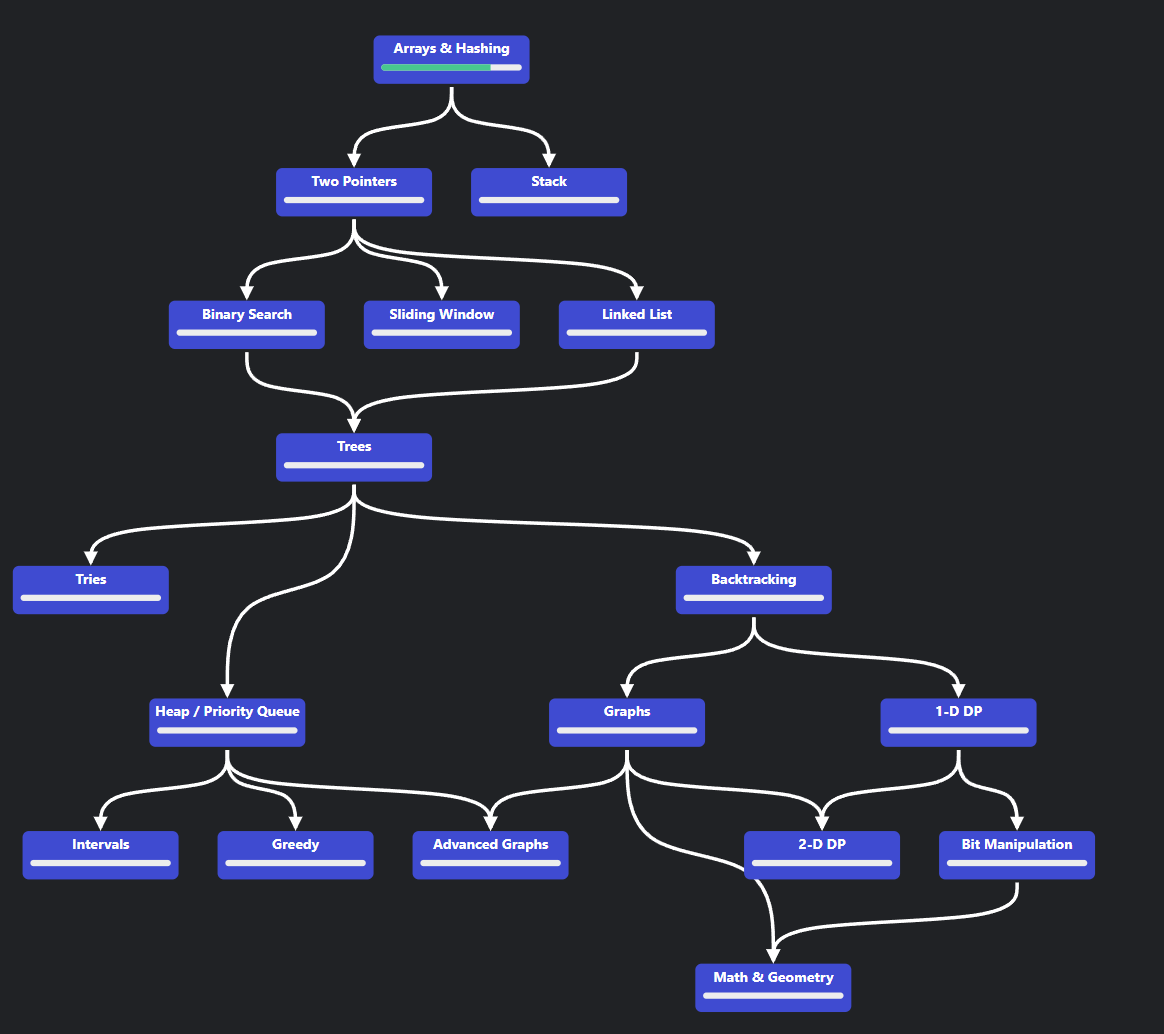 Arrays & Hashing
Two Pointers
Stack
Binary Search
Sliding Window
Linked List
Trees
Tries
Backtracking
Heap / Priority Queue
Graphs
1-D DP
Intervals
Greedy
Advanced Graphs
2-D DP
Bit Manipulation
Math & Geometry